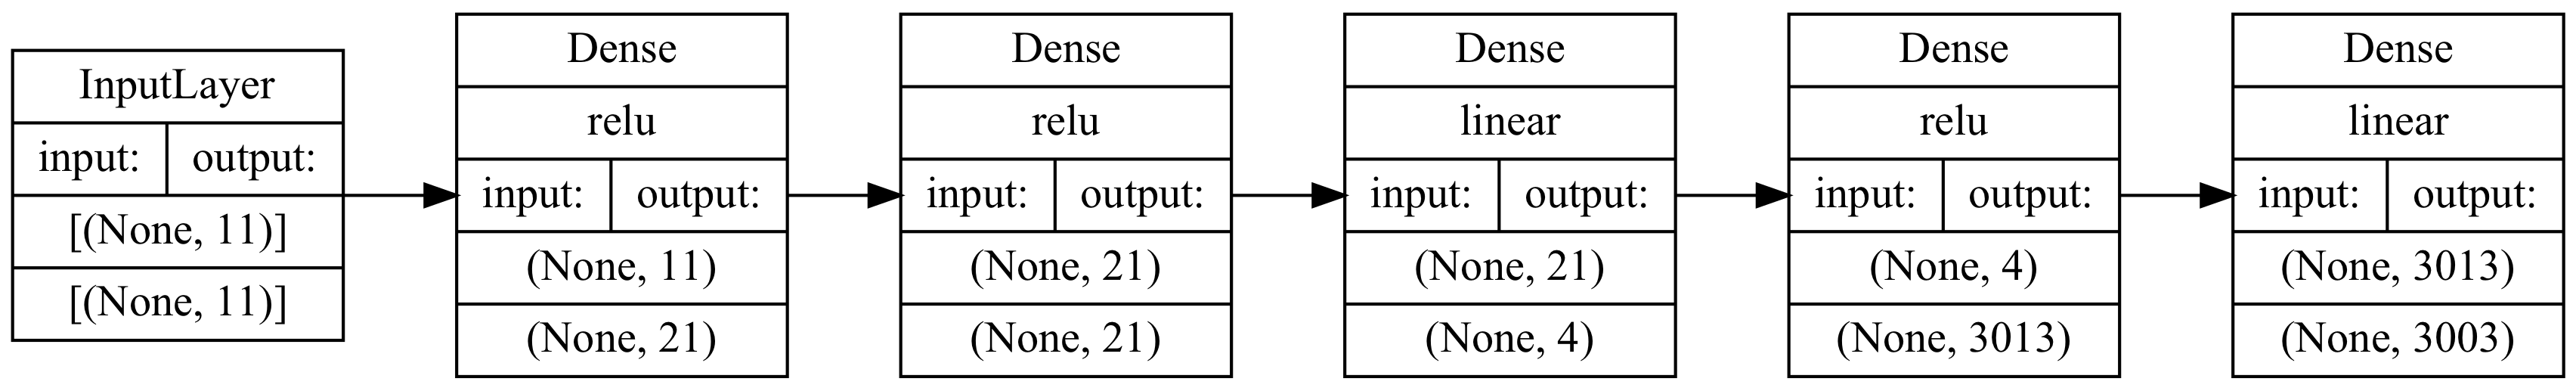 InputLayer
input: output:
[(None, 11)]
[(None, 11)]
Dense
relu
input: output:
(None, 11)
(None, 21)
Dense
relu
input: output:
(None, 21)
(None, 21)
Dense
linear
input: output:
(None, 21)
(None, 4)
Dense
relu
input: output:
(None, 4)
(None, 3013)
Dense
linear
input: output:
(None, 3013)
(None, 3003)